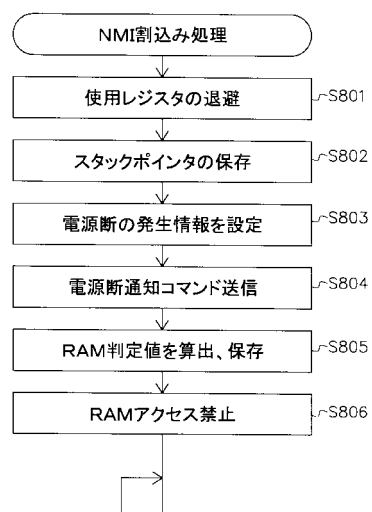 NMI割込み処理
使用レジスタの退避 S801
スタックポインタの保存 S802
電源断の発生情報を設定 S803
電源断通知コマンド送信 S804
RAM判定値を算出、保存 S805
RAMアクセス禁止 S806